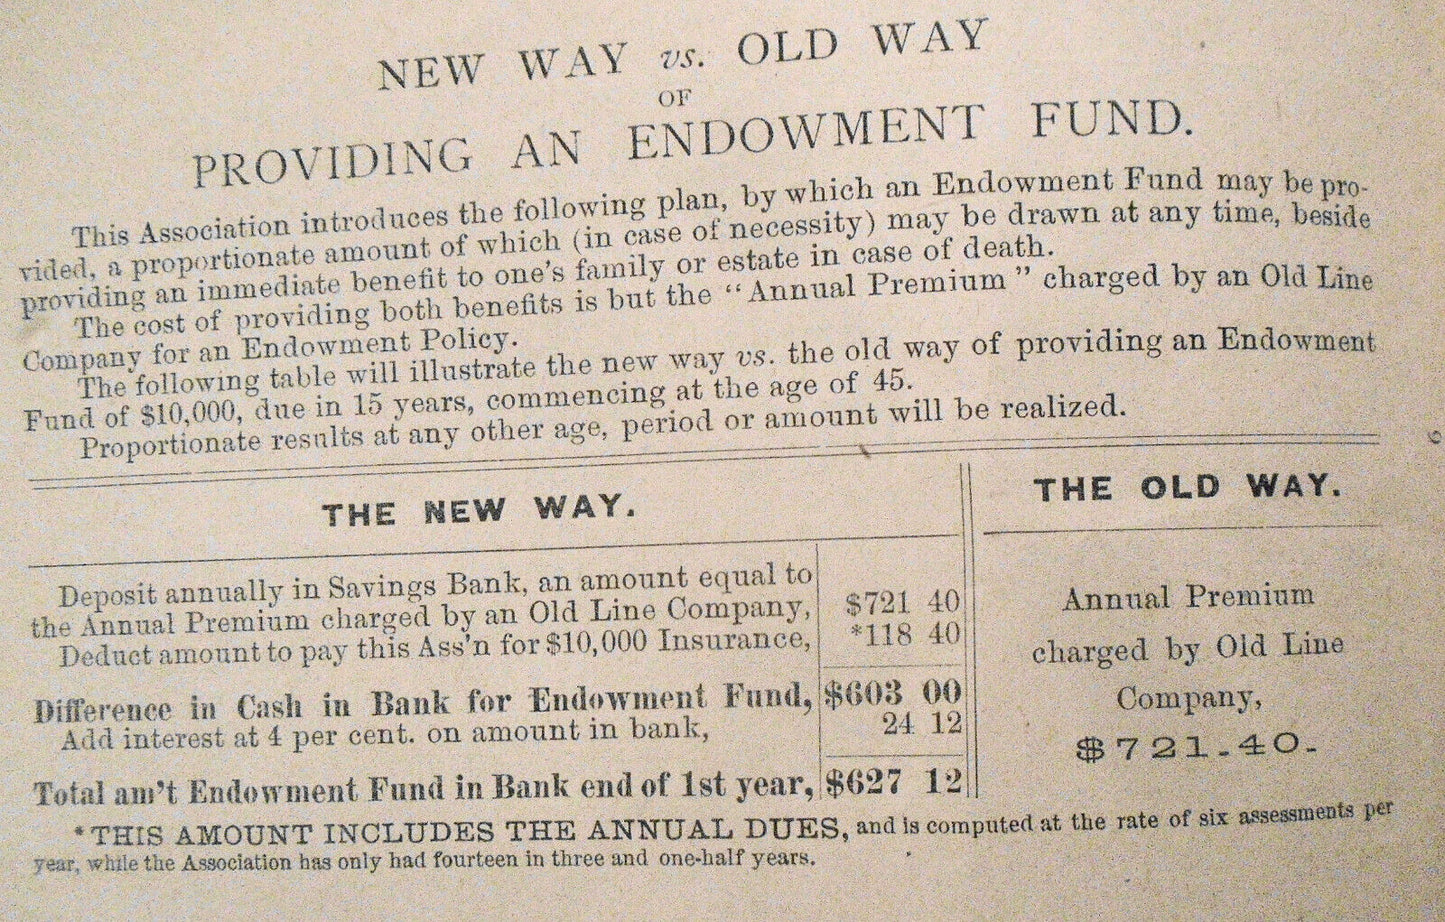 NEW WAY vs. OLD WAY
OF
PROVIDING AN ENDOWMENT FUND.
This Association introduces the following plan, by which an Endowment Fund may be pro-
vided, a proportionate amount of which (in case of necessity) may be drawn at any time, beside
providing an immediate benefit to one's family or estate in case of death.
The cost of providing both benefits is but the "Annual Premium" charged by an Old Line
Company for an Endowment Policy.
The following table will illustrate the new way vs. the old way of providing an Endowment
Fund of $10,000, due in 15 years, commencing at the age of 45.
Proportionate results at any other age, period or amount will be realized.
THE NEW WAY.
Deposit annually in Savings Bank, an amount equal to
the Annual Premium charged by an Old Line Company, $721 40
Deduct amount to pay this Ass'n for $10,000 Insurance, *118 40
Difference in Cash in Bank for Endowment Fund, $603 00
Add interest at 4 per cent. on amount in bank, 24 12
Total am't Endowment Fund in Bank end of 1st year, $627 12
THE OLD WAY.
Annual Premium
charged by Old Line
Company,
$721.40.
*THIS AMOUNT INCLUDES THE ANNUAL DUES, and is computed at the rate of six assessments per
year, while the Association has only had fourteen in three and one-half years.